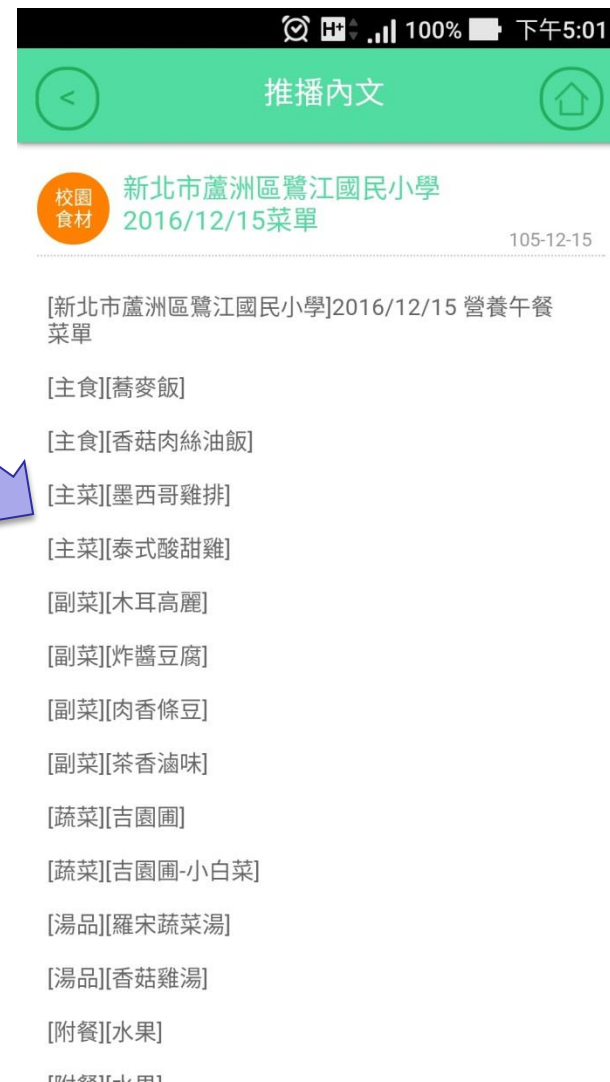 H+ 100% 下午5:01
< 推播內文
校園
食材
新北市蘆洲區鷺江國民小學
2016/12/15菜單
105-12-15
[新北市蘆洲區鷺江國民小學]2016/12/15 營養午餐
菜單
[主食][蕎麥飯]
[主食][香菇肉絲油飯]
[主菜][墨西哥雞排]
[主菜][泰式酸甜雞]
[副菜][木耳高麗]
[副菜][炸醬豆腐]
[副菜][肉香條豆]
[副菜][茶香滷味]
[蔬菜][吉園圃]
[蔬菜][吉園圃-小白菜]
[湯品][羅宋蔬菜湯]
[湯品][香菇雞湯]
[附餐][水果]
[附餐][水果]